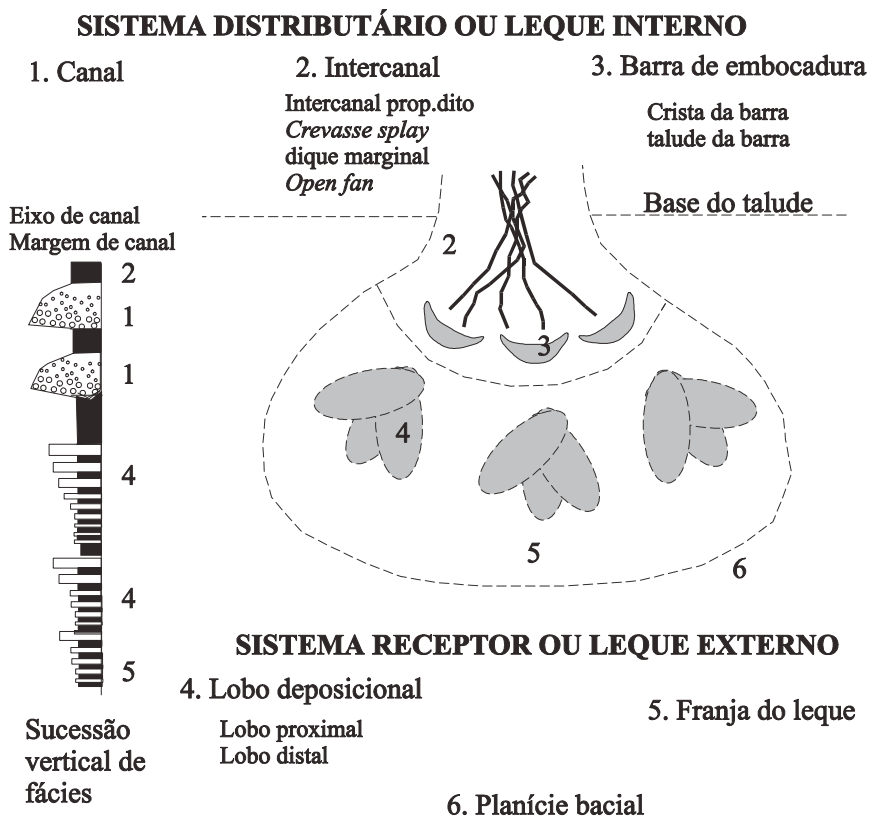 SISTEMA DISTRIBUTÁRIO OU LEQUE INTERNO
1. Canal
2. Intercanal
3. Barra de embocadura
Intercanal prop.dito
Crevasse splay
dique marginal
Open fan
Crista da barra
talude da barra
Eixo de canal
Margem de canal
Base do talude
2
1
1
4
4
5
2
3
4
5
6
Sucessão
vertical de
fácies
SISTEMA RECEPTOR OU LEQUE EXTERNO
4. Lobo deposicional
Lobo proximal
Lobo distal
5. Franja do leque
6. Planície bacial